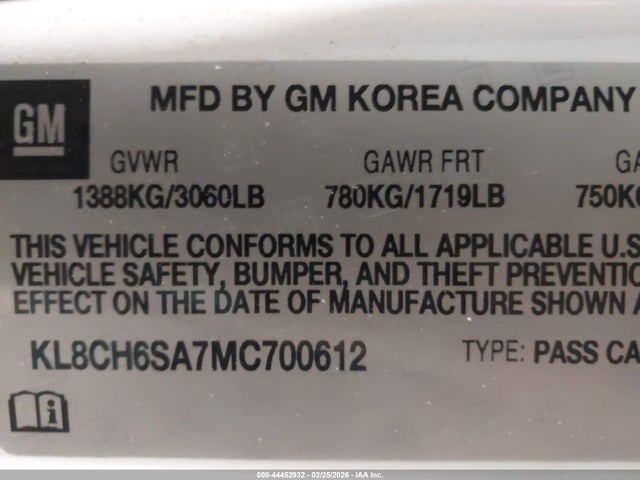 GM
MFD BY GM KOREA COMPANY
GVWR GAWR FRT GA
1388KG/3060LB 780KG/1719LB 750KG
THIS VEHICLE CONFORMS TO ALL APPLICABLE U.S
VEHICLE SAFETY, BUMPER, AND THEFT PREVENTIO
EFFECT ON THE DATE OF MANUFACTURE SHOWN A
KL8CH6SA7MC700612 TYPE: PASS CA
000-44452932 - 02/25/2026 - IAA Inc.